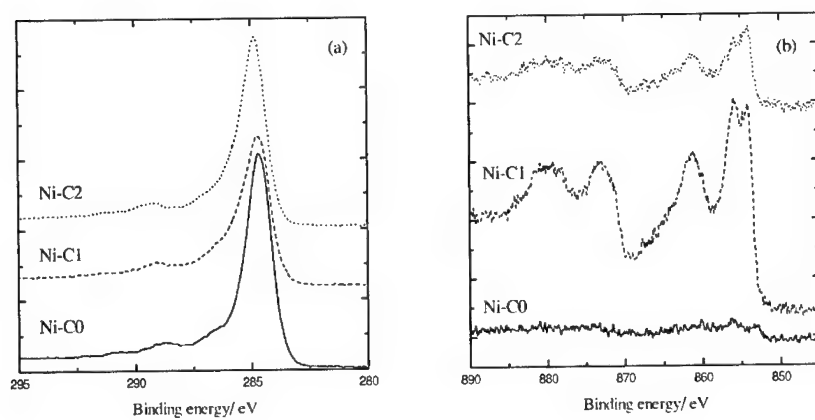 (a)
Ni-C2
Ni-C1
Ni-C0
295 290 285 280
Binding energy/ eV
(b)
Ni-C2
Ni-C1
Ni-C0
890 880 870 860 850
Binding energy/ eV